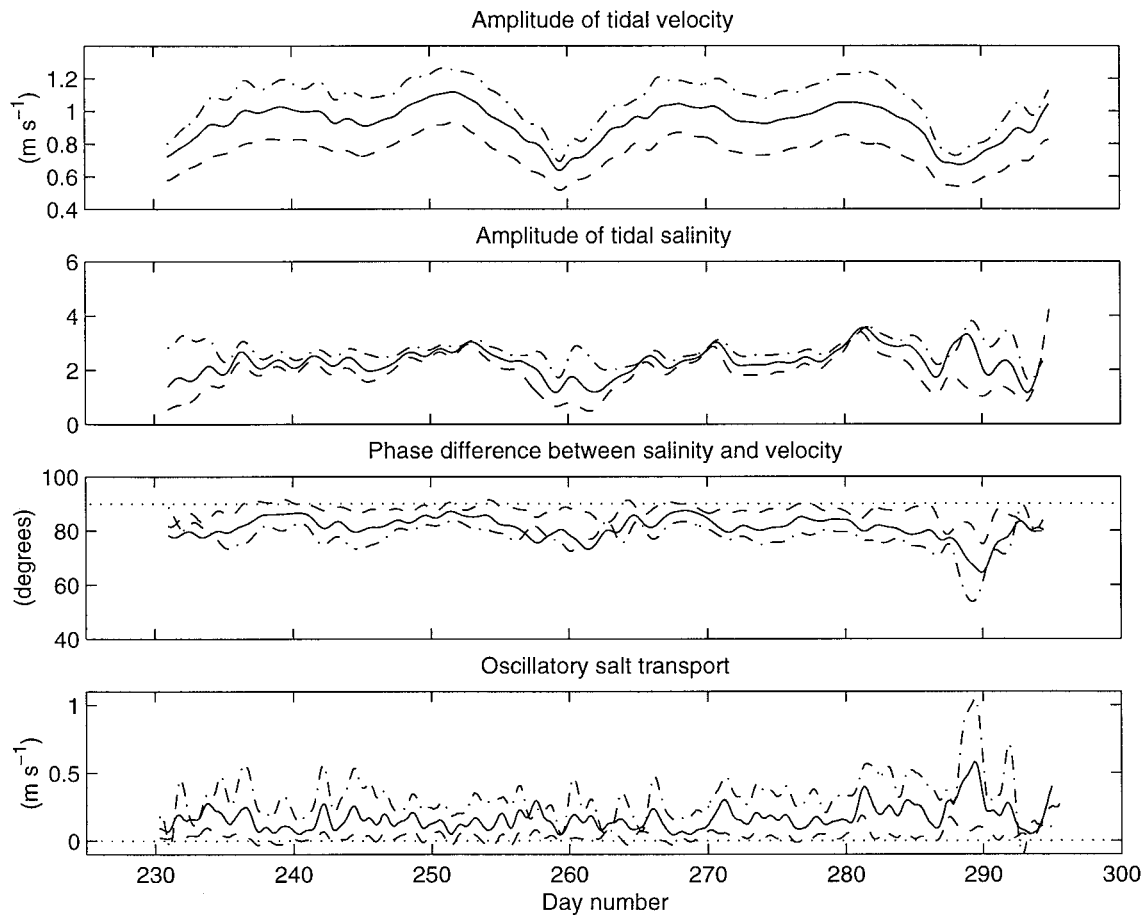 Amplitude of tidal velocity
1.2
1
0.8
0.6
0.4
(m s⁻¹)
Amplitude of tidal salinity
6
4
2
0
Phase difference between salinity and velocity
100
80
60
40
(degrees)
Oscillatory salt transport
1
0.5
0
(m s⁻¹)
230 240 250 260 270 280 290 300
Day number